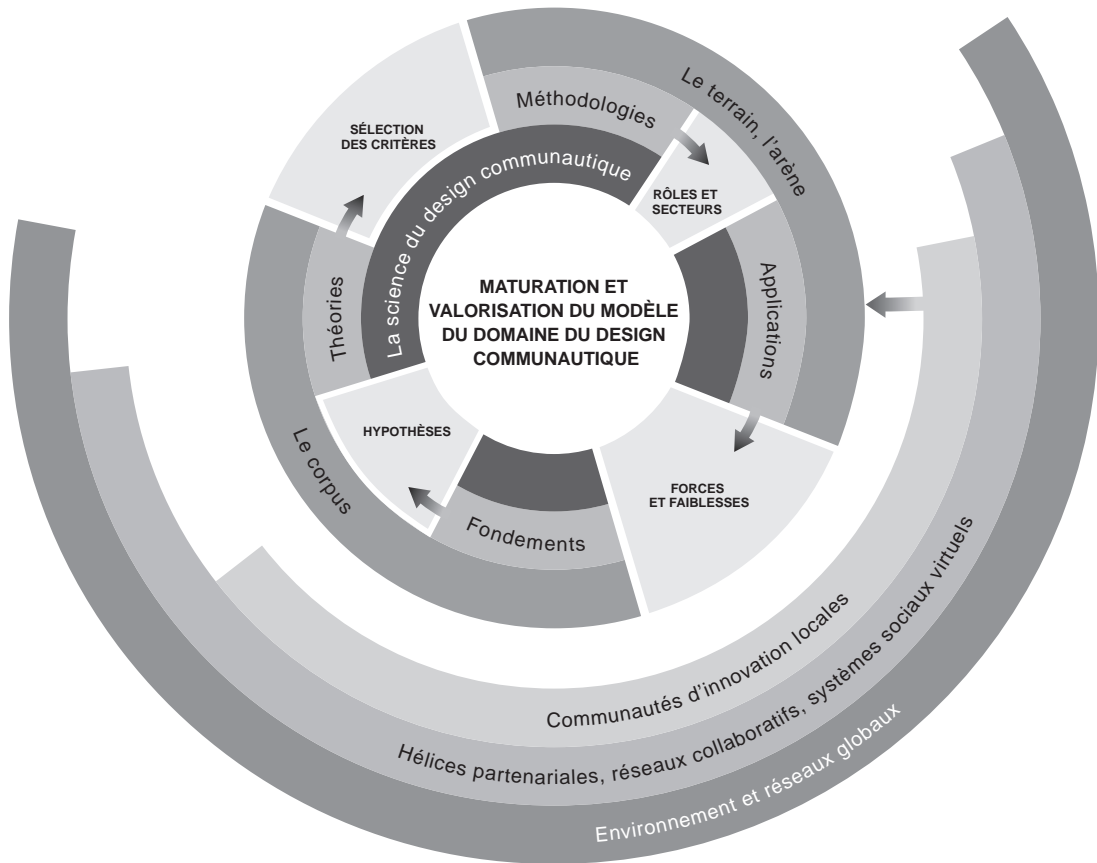 Méthodologies
Le terrain, l'arène
SÉLECTION
DES CRITÈRES
La science du design communautique
RÔLES ET
SECTEURS
Théories
Applications
MATURATION ET
VALORISATION DU MODÈLE
DU DOMAINE DU DESIGN
COMMUNAUTIQUE
HYPOTHÈSES
Le corpus
Fondements
FORCES
ET FAIBLESSES
Communautés d'innovation locales
Hélices partenariales, réseaux collaboratifs, systèmes sociaux virtuels
Environnement et réseaux globaux